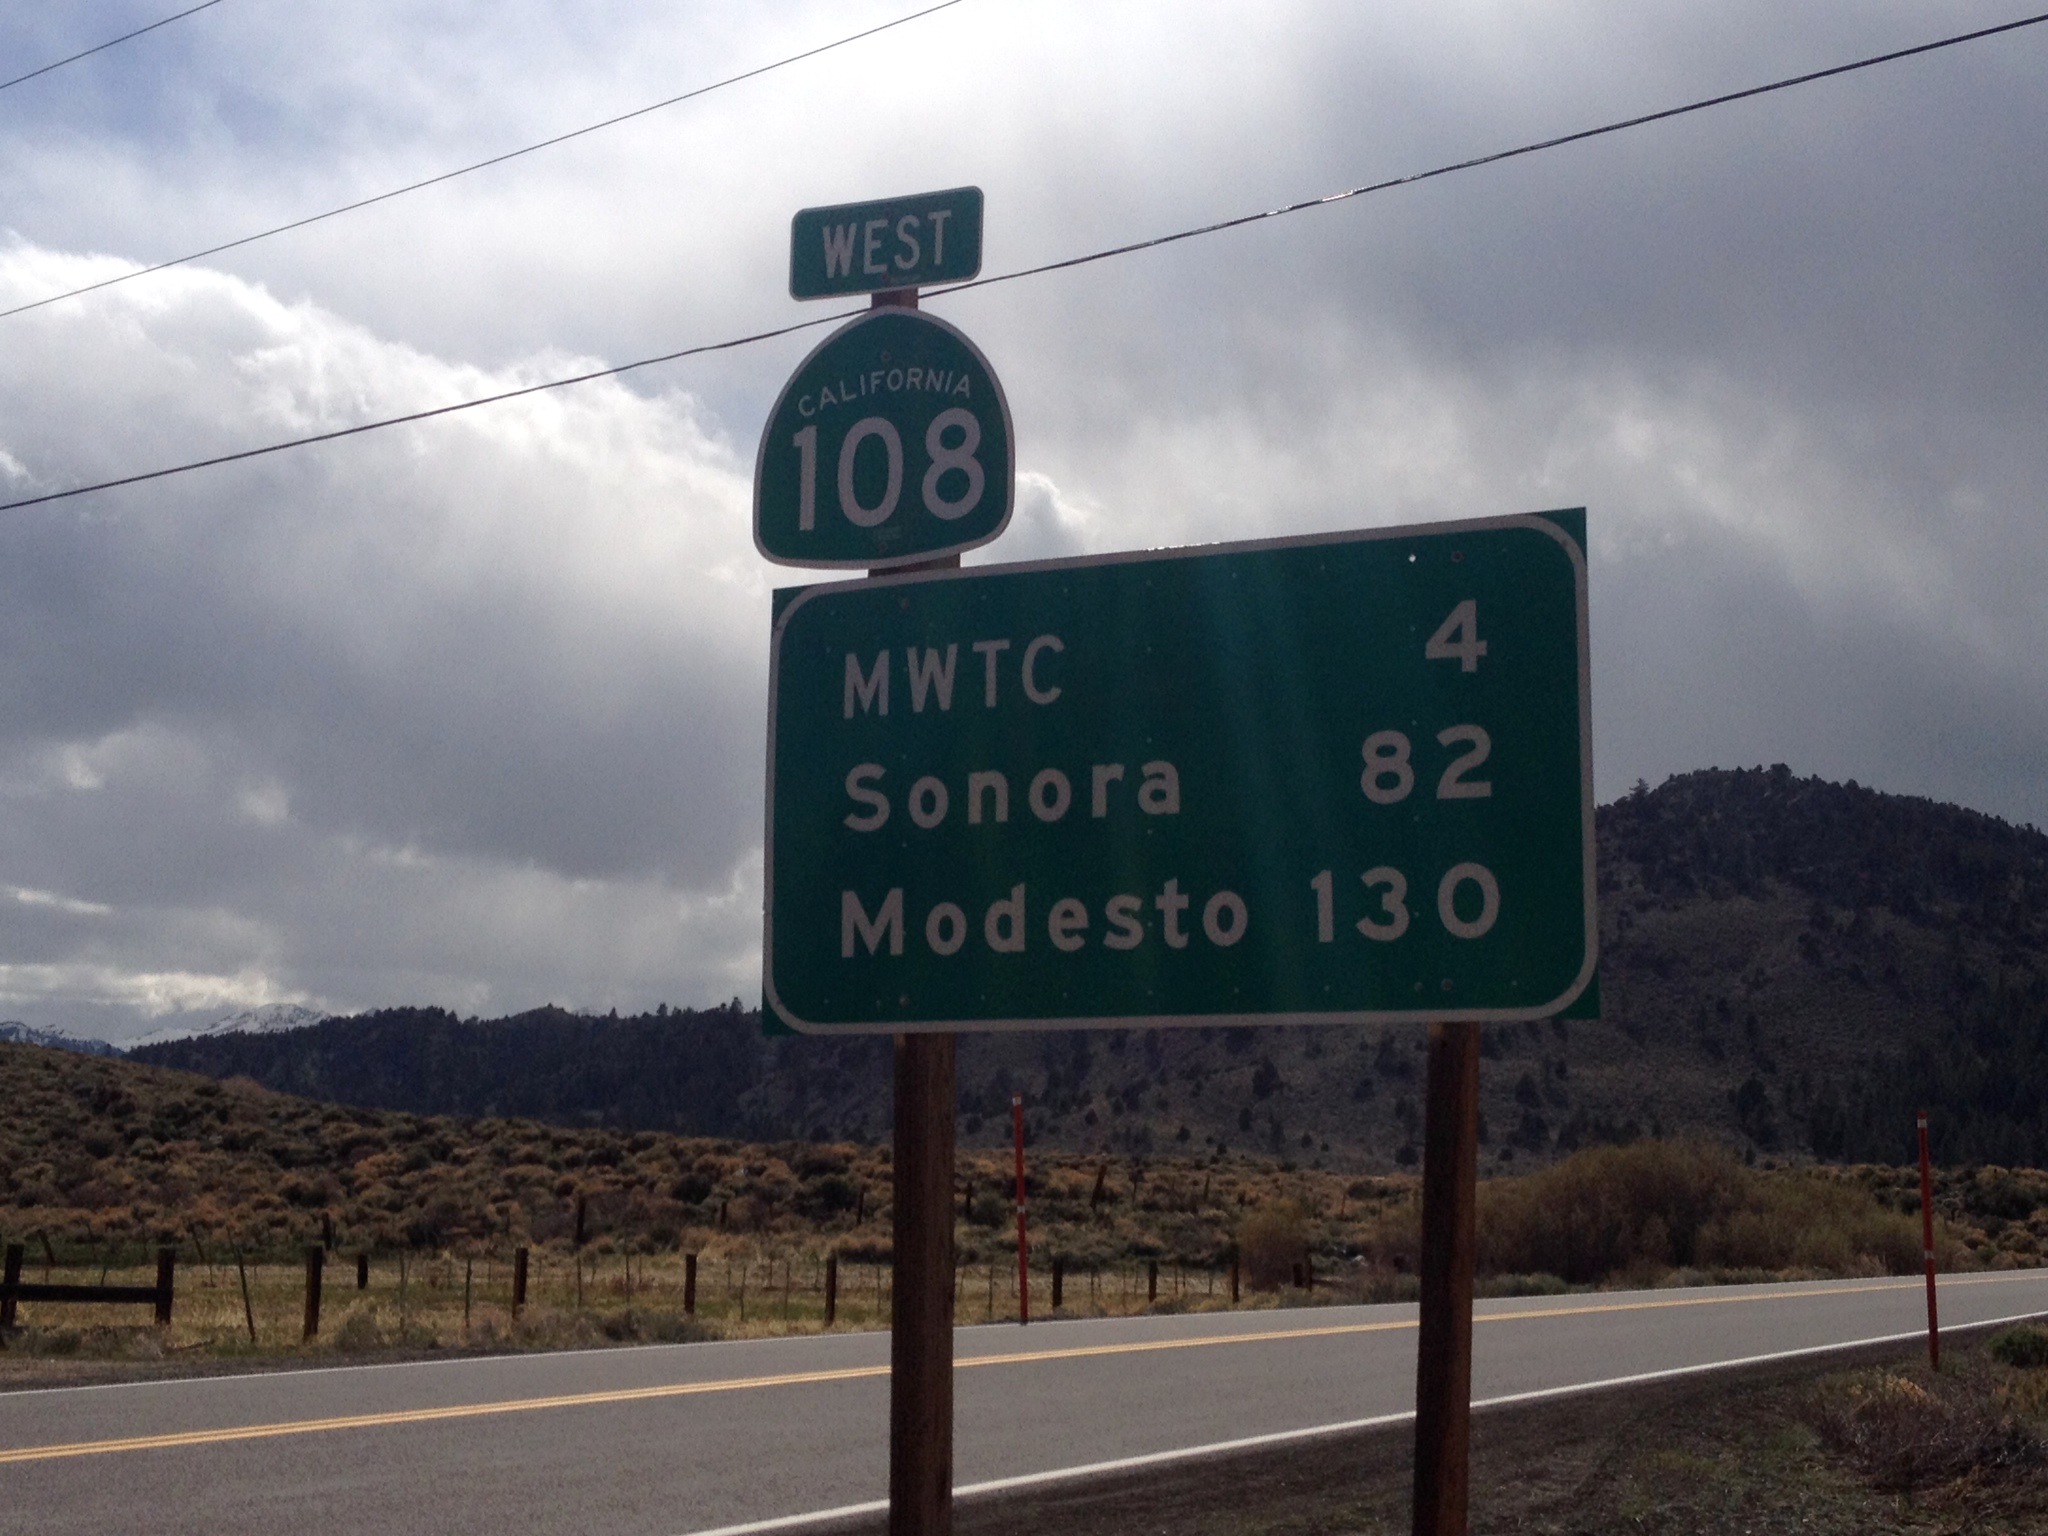 WEST
CALIFORNIA
108
MWTC 4
Sonora 82
Modesto 130